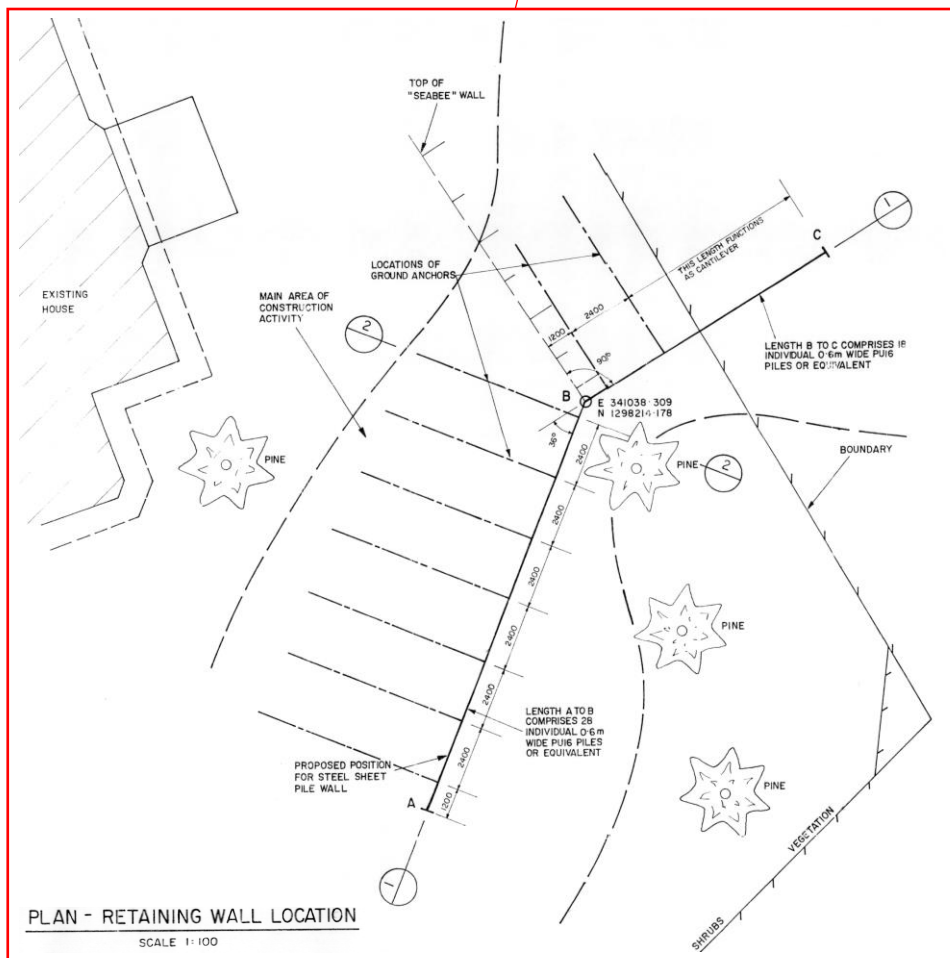 TOP OF
"SEABEE" WALL
1
C
THIS LENGTH FUNCTIONS
AS CANTILEVER
LOCATIONS OF
GROUND ANCHORS
EXISTING
HOUSE
MAIN AREA OF
CONSTRUCTION
ACTIVITY
2
2400
1200
90°
LENGTH B TO C COMPRISES 18
INDIVIDUAL 0·6m WIDE PU16
PILES OR EQUIVALENT
B
E 341038·309
N 1298214·178
36°
2400
PINE
PINE
2
BOUNDARY
2400
2400
2400
PINE
2400
2400
LENGTH A TO B
COMPRISES 28
INDIVIDUAL 0·6m
WIDE PU16 PILES
OR EQUIVALENT
PROPOSED POSITION
FOR STEEL SHEET
PILE WALL
A
1200
PINE
SHRUBS VEGETATION
1
PLAN - RETAINING WALL LOCATION
SCALE 1:100